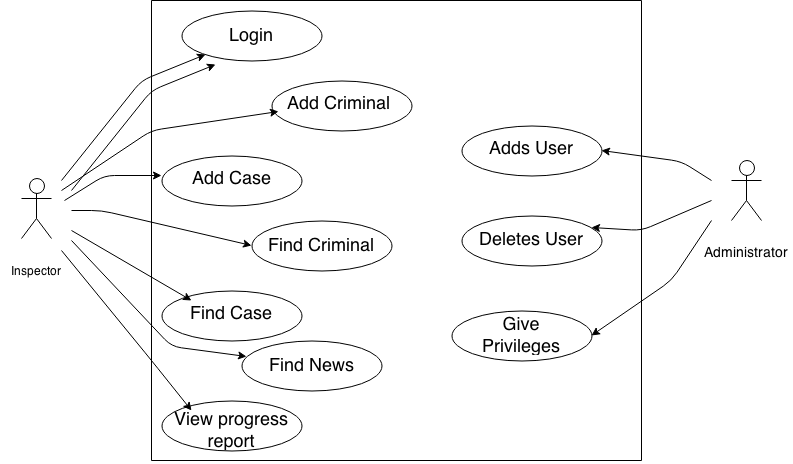 Login
Add Criminal
Adds User
Add Case
Find Criminal
Deletes User
Inspector
Administrator
Find Case
Give
Privileges
Find News
View progress
report